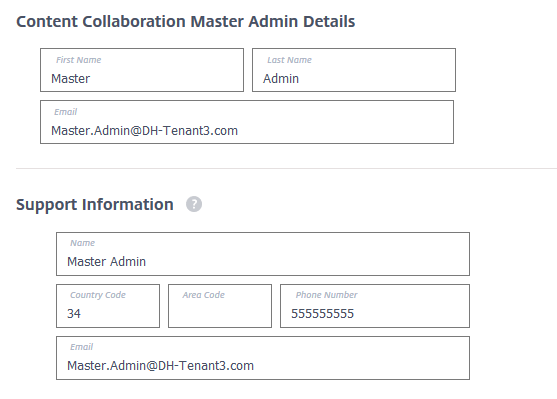 Content Collaboration Master Admin Details
First Name
Last Name
Master
Admin
Email
Master.Admin@DH-Tenant3.com
Support Information ?
Name
Master Admin
Country Code
Area Code
Phone Number
34
555555555
Email
Master.Admin@DH-Tenant3.com